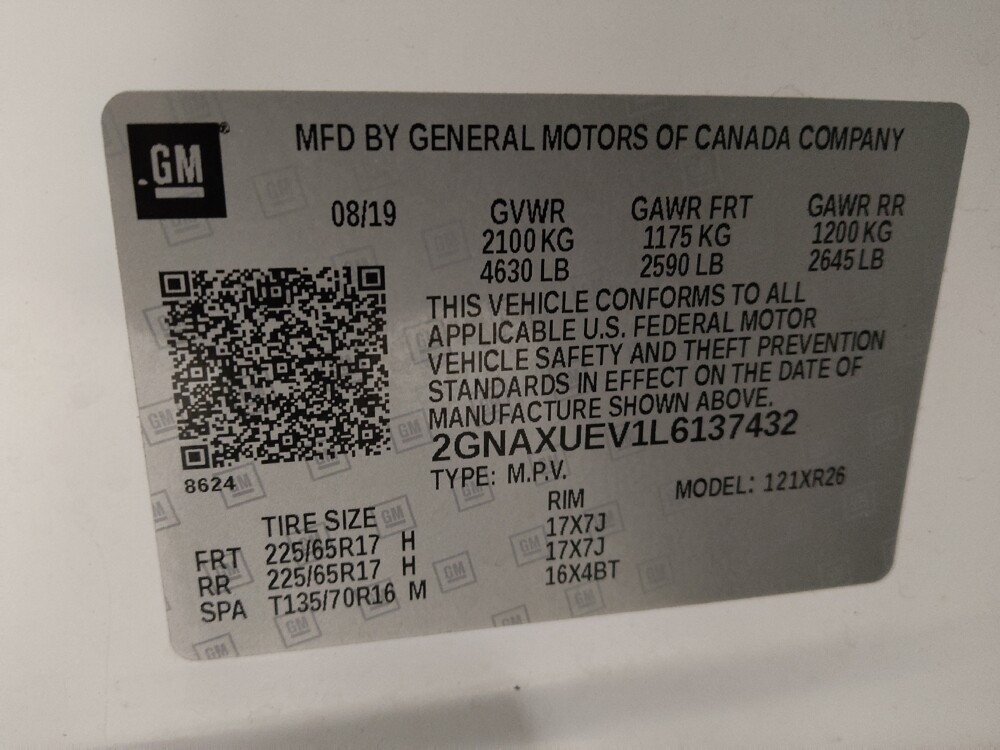 GM
MFD BY GENERAL MOTORS OF CANADA COMPANY
08/19 GVWR GAWR FRT GAWR RR
2100 KG 1175 KG 1200 KG
4630 LB 2590 LB 2645 LB
THIS VEHICLE CONFORMS TO ALL
APPLICABLE U.S. FEDERAL MOTOR
VEHICLE SAFETY AND THEFT PREVENTION
STANDARDS IN EFFECT ON THE DATE OF
MANUFACTURE SHOWN ABOVE.
2GNAXUEV1L6137432
8624
TYPE: M.P.V. MODEL: 121XR26
TIRE SIZE RIM
FRT 225/65R17 H 17X7J
RR 225/65R17 H 17X7J
SPA T135/70R16 M 16X4BT